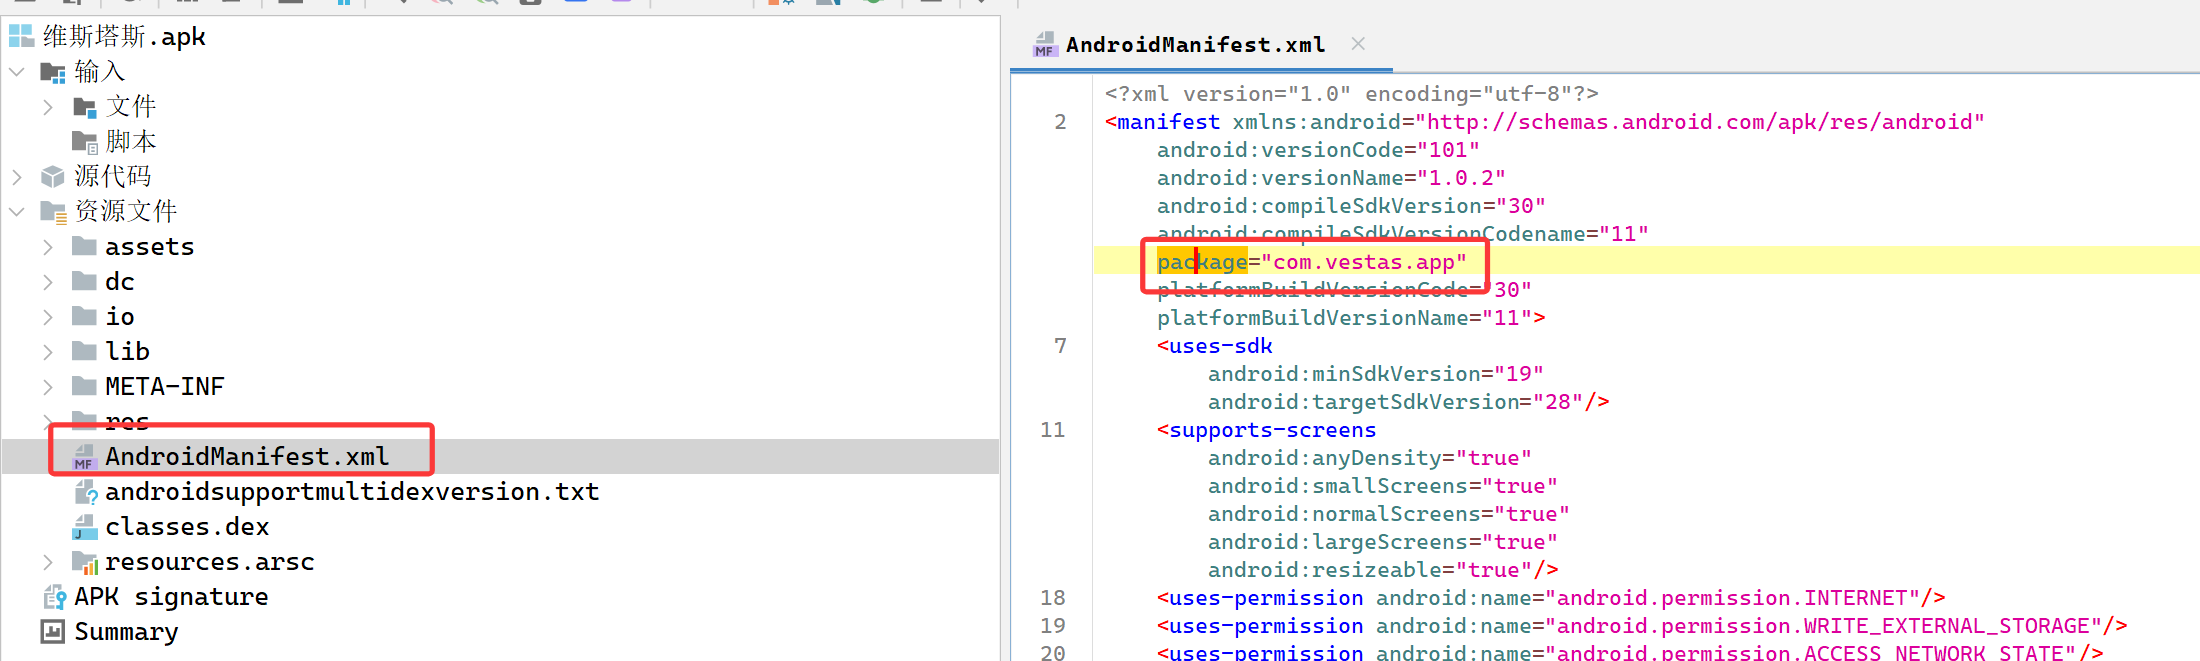 维斯塔斯.apk
输入
文件
脚本
源代码
资源文件
assets
dc
io
lib
META-INF
res
AndroidManifest.xml
androidsupportmultidexversion.txt
classes.dex
resources.arsc
APK signature
Summary
AndroidManifest.xml
<?xml version="1.0" encoding="utf-8"?>
2 <manifest xmlns:android="http://schemas.android.com/apk/res/android"
android:versionCode="101"
android:versionName="1.0.2"
android:compileSdkVersion="30"
android:compileSdkVersionCodename="11"
package="com.vestas.app"
platformBuildVersionCode="30"
platformBuildVersionName="11">
7 <uses-sdk
android:minSdkVersion="19"
android:targetSdkVersion="28"/>
11 <supports-screens
android:anyDensity="true"
android:smallScreens="true"
android:normalScreens="true"
android:largeScreens="true"
android:resizeable="true"/>
18 <uses-permission android:name="android.permission.INTERNET"/>
19 <uses-permission android:name="android.permission.WRITE_EXTERNAL_STORAGE"/>
20 <uses-permission android:name="android.permission.ACCESS_NETWORK_STATE"/>